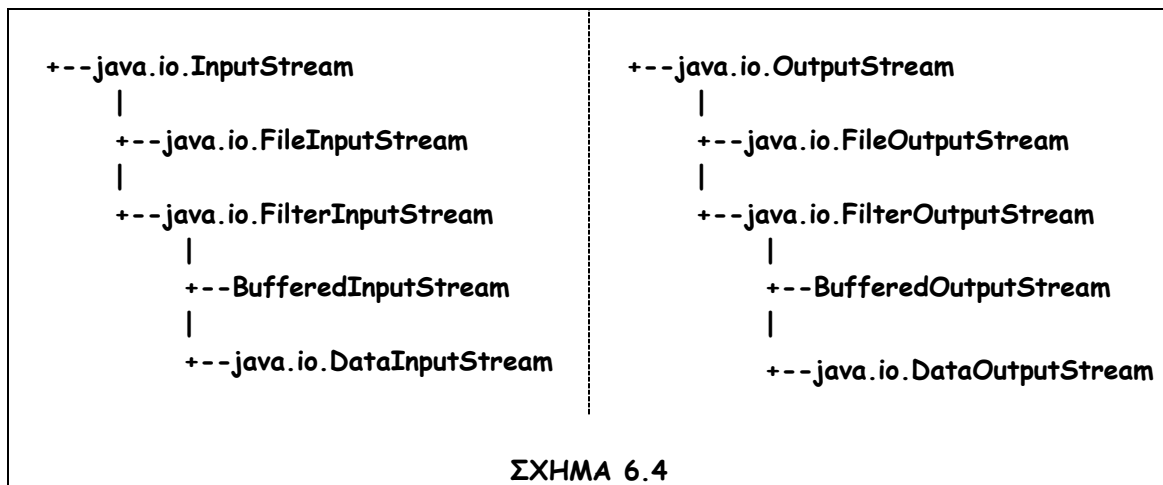 +--java.io.InputStream
|
+--java.io.FileInputStream
|
+--java.io.FilterInputStream
|
+--BufferedInputStream
|
+--java.io.DataInputStream
+--java.io.OutputStream
|
+--java.io.FileOutputStream
|
+--java.io.FilterOutputStream
|
+--BufferedOutputStream
|
+--java.io.DataOutputStream
ΣΧΗΜΑ 6.4